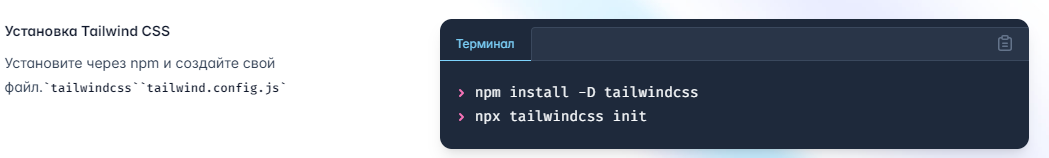 Установка Tailwind CSS
Установите через npm и создайте свой
файл.`tailwindcss``tailwind.config.js`
Терминал
› npm install -D tailwindcss
› npx tailwindcss init